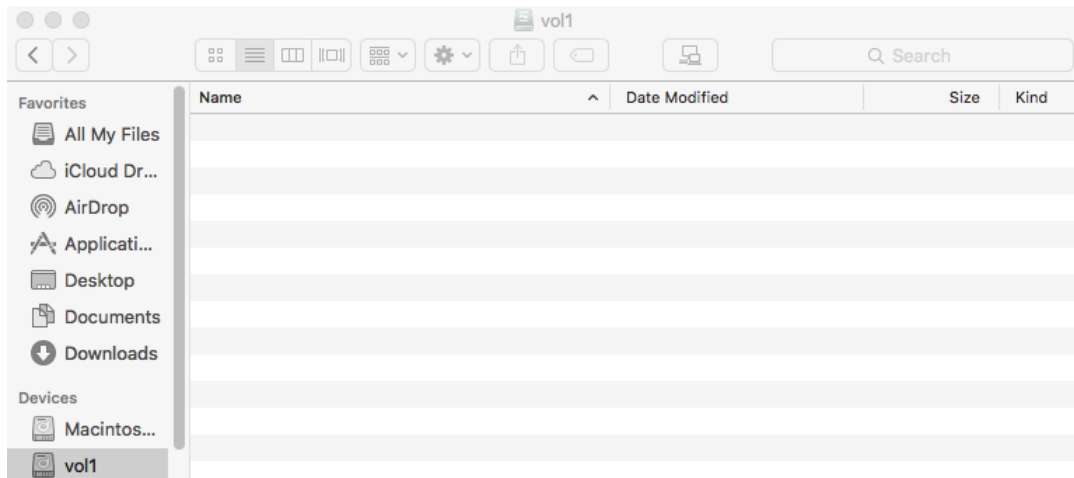 vol1
Search
Favorites
Name Date Modified Size Kind
All My Files
iCloud Dr...
AirDrop
Applicati...
Desktop
Documents
Downloads
Devices
Macintos...
vol1